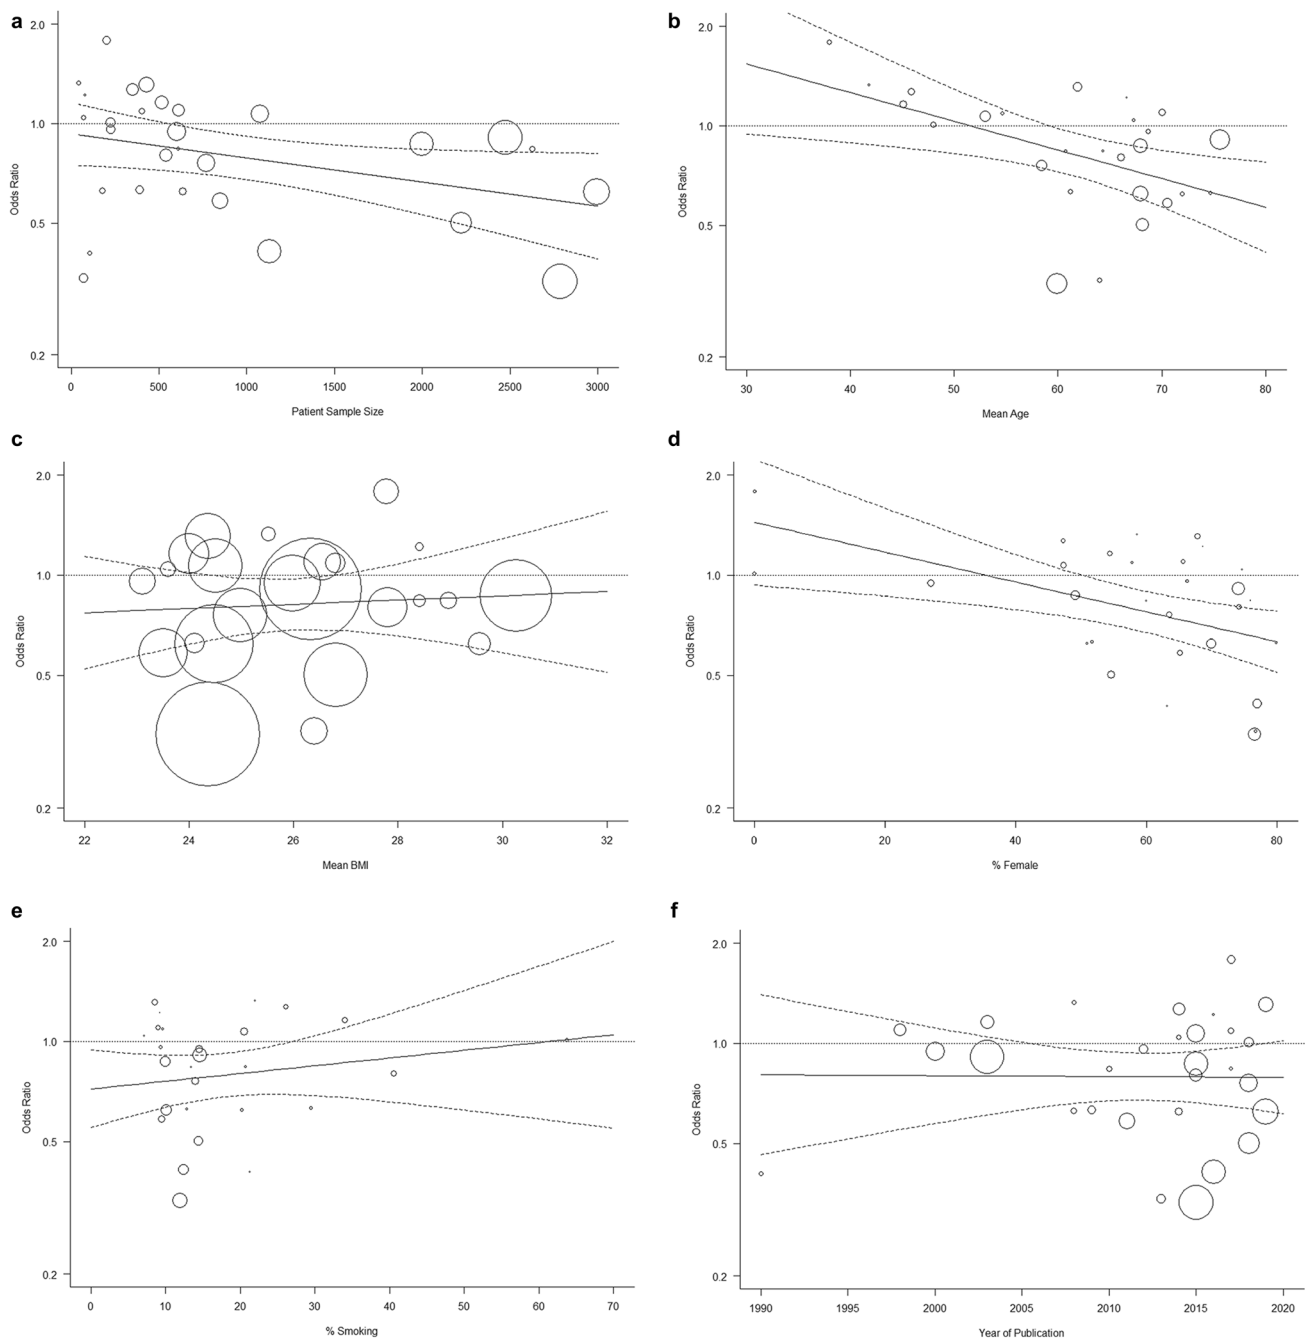 a
2.0
1.0
0.5
0.2
Odds Ratio
0 500 1000 1500 2000 2500 3000
Patient Sample Size
b
2.0
1.0
0.5
0.2
Odds Ratio
30 40 50 60 70 80
Mean Age
c
2.0
1.0
0.5
0.2
Odds Ratio
22 24 26 28 30 32
Mean BMI
d
2.0
1.0
0.5
0.2
Odds Ratio
0 20 40 60 80
% Female
e
2.0
1.0
0.5
0.2
Odds Ratio
0 10 20 30 40 50 60 70
% Smoking
f
2.0
1.0
0.5
0.2
Odds Ratio
1990 1995 2000 2005 2010 2015 2020
Year of Publication